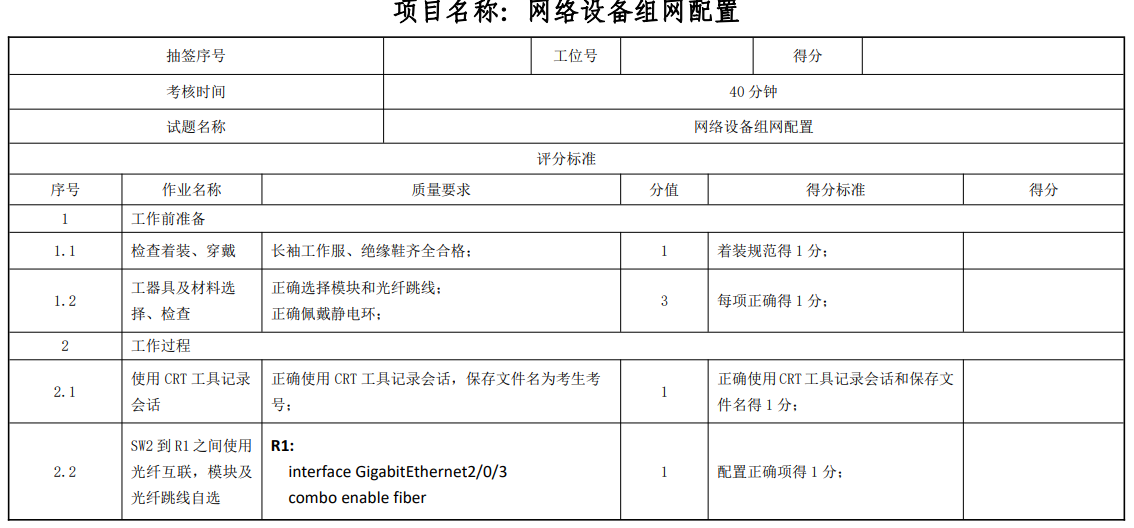 项目名称：网络设备组网配置
抽签序号 工位号 得分
考核时间 40 分钟
试题名称 网络设备组网配置
评分标准
序号 作业名称 质量要求 分值 得分标准 得分
1 工作前准备
1.1 检查着装、穿戴 长袖工作服、绝缘鞋齐全合格； 1 着装规范得 1 分；
1.2 工器具及材料选
择、检查 正确选择模块和光纤跳线；
正确佩戴静电环； 3 每项正确得 1 分；
2 工作过程
2.1 使用 CRT 工具记录
会话 正确使用 CRT 工具记录会话，保存文件名为考生考
号； 1 正确使用 CRT 工具记录会话和保存文
件名得 1 分；
2.2 SW2 到 R1 之间使用
光纤互联，模块及
光纤跳线自选 R1:
interface GigabitEthernet2/0/3
combo enable fiber 1 配置正确项得 1 分；